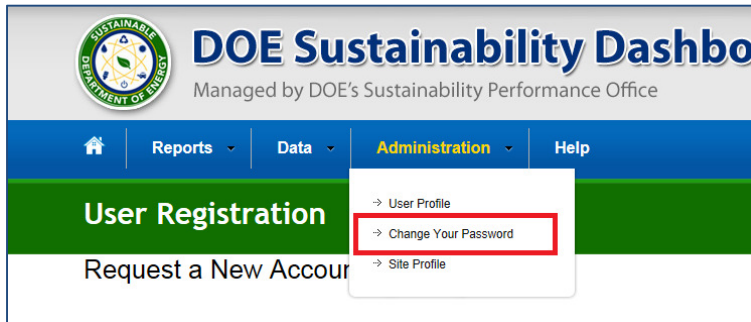 SUSTAINABLE
DEPARTMENT OF ENERGY
DOE Sustainability Dashbo
Managed by DOE's Sustainability Performance Office
Reports Data Administration Help
User Registration
User Profile
Change Your Password
Request a New Accour
Site Profile